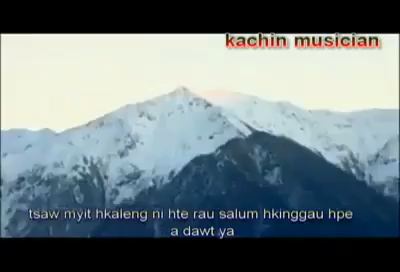 kachin musician
tsaw myit hkaleng ni hte rau salum hkinggau hpe
a dawt ya